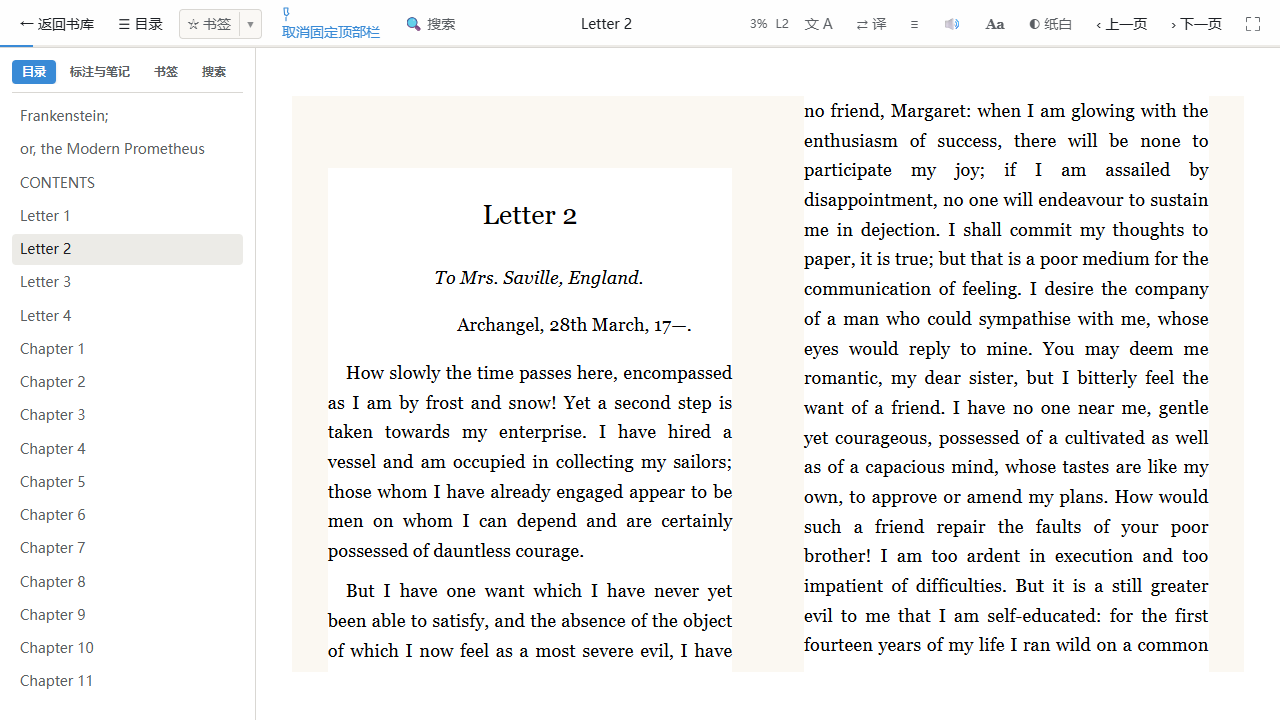 ← 返回书库
☰ 目录
☆ 书签 ▾
取消固定顶部栏
🔍 搜索
Letter 2
3% L2
文 A
⇄ 译
≡
🔊
Aa
◐ 纸白
‹ 上一页
› 下一页
目录 标注与笔记 书签 搜索
Frankenstein;
or, the Modern Prometheus
CONTENTS
Letter 1
Letter 2
Letter 3
Letter 4
Chapter 1
Chapter 2
Chapter 3
Chapter 4
Chapter 5
Chapter 6
Chapter 7
Chapter 8
Chapter 9
Chapter 10
Chapter 11
Letter 2
To Mrs. Saville, England.
Archangel, 28th March, 17—.
How slowly the time passes here, encompassed
as I am by frost and snow! Yet a second step is
taken towards my enterprise. I have hired a
vessel and am occupied in collecting my sailors;
those whom I have already engaged appear to be
men on whom I can depend and are certainly
possessed of dauntless courage.
But I have one want which I have never yet
been able to satisfy, and the absence of the object
of which I now feel as a most severe evil, I have
no friend, Margaret: when I am glowing with the
enthusiasm of success, there will be none to
participate my joy; if I am assailed by
disappointment, no one will endeavour to sustain
me in dejection. I shall commit my thoughts to
paper, it is true; but that is a poor medium for the
communication of feeling. I desire the company
of a man who could sympathise with me, whose
eyes would reply to mine. You may deem me
romantic, my dear sister, but I bitterly feel the
want of a friend. I have no one near me, gentle
yet courageous, possessed of a cultivated as well
as of a capacious mind, whose tastes are like my
own, to approve or amend my plans. How would
such a friend repair the faults of your poor
brother! I am too ardent in execution and too
impatient of difficulties. But it is a still greater
evil to me that I am self-educated: for the first
fourteen years of my life I ran wild on a common